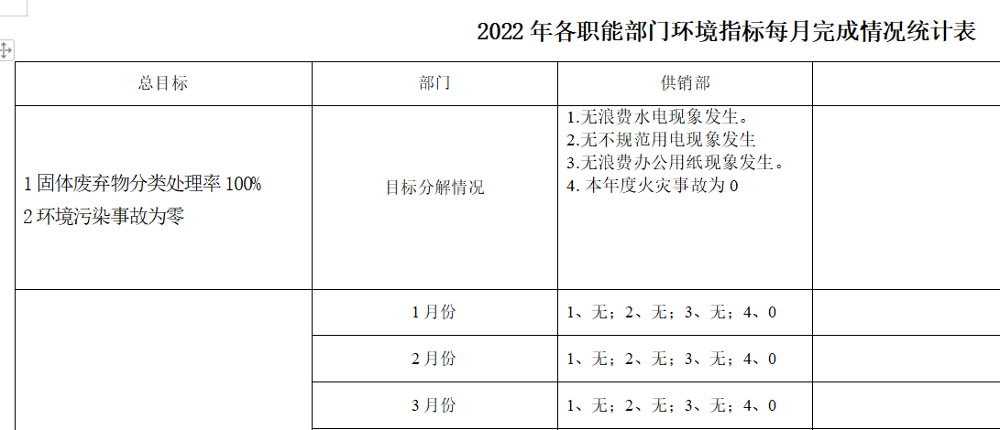 2022 年各职能部门环境指标每月完成情况统计表
总目标
部门
供销部
1 固体废弃物分类处理率 100%
2 环境污染事故为零
目标分解情况
1.无浪费水电现象发生。
2.无不规范用电现象发生
3.无浪费办公用纸现象发生。
4. 本年度火灾事故为 0
1 月份
1、无；2、无；3、无；4、0
2 月份
1、无；2、无；3、无；4、0
3 月份
1、无；2、无；3、无；4、0